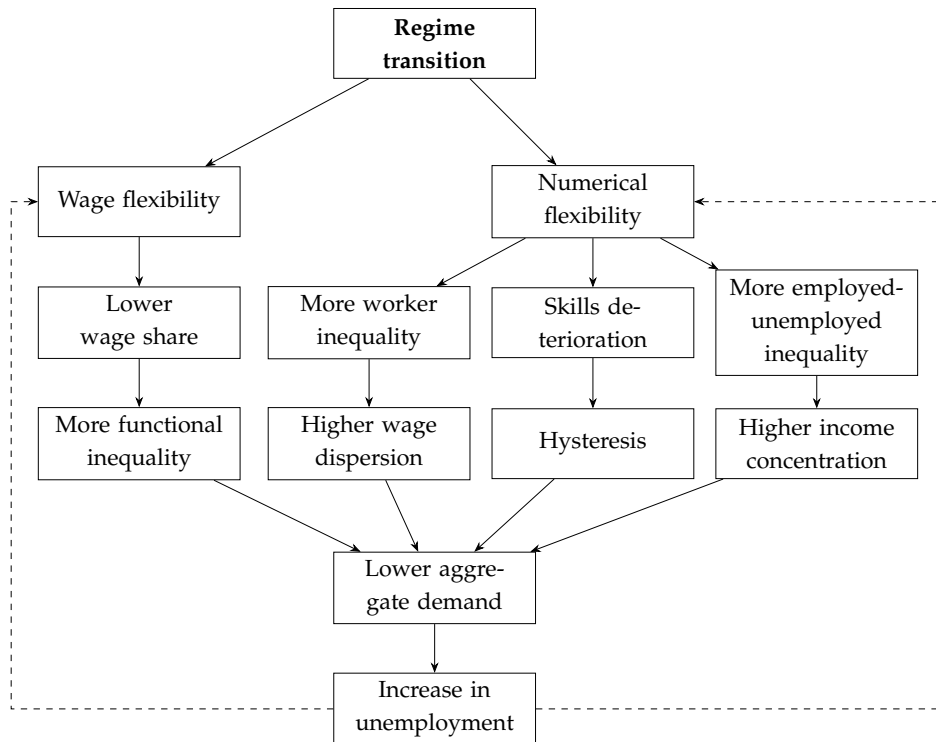 Regime
transition
Wage flexibility
Numerical
flexibility
Lower
wage share
More worker
inequality
Skills de-
terioration
More employed-
unemployed
inequality
More functional
inequality
Higher wage
dispersion
Hysteresis
Higher income
concentration
Lower aggre-
gate demand
Increase in
unemployment